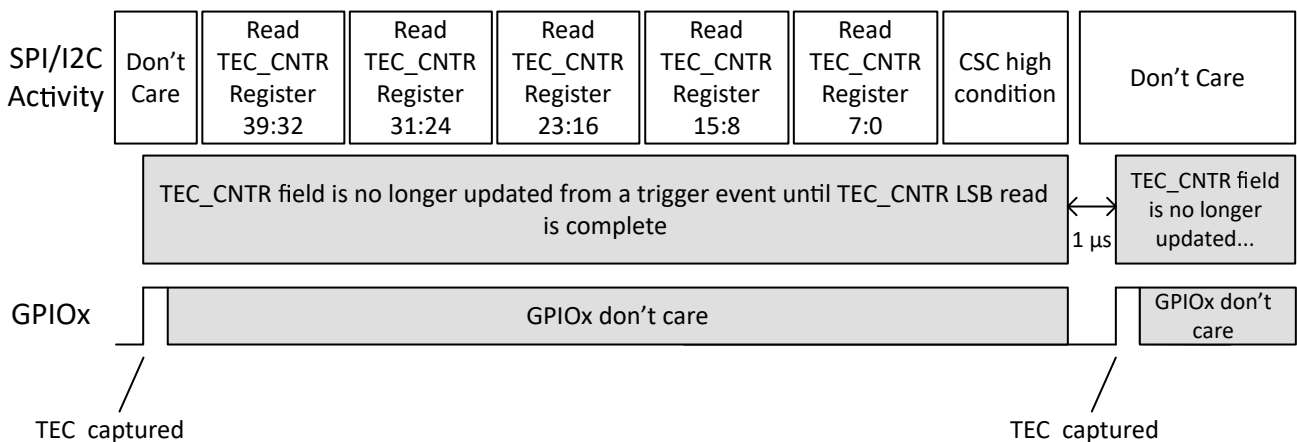 SPI/I2C
Activity
Don't
Care
Read
TEC_CNTR
Register
39:32
Read
TEC_CNTR
Register
31:24
Read
TEC_CNTR
Register
23:16
Read
TEC_CNTR
Register
15:8
Read
TEC_CNTR
Register
7:0
CSC high
condition
Don't Care
TEC_CNTR field is no longer updated from a trigger event until TEC_CNTR LSB read
is complete
1 µs
TEC_CNTR field
is no longer
updated...
GPIOx
GPIOx don't care
GPIOx don't
care
TEC captured
TEC captured